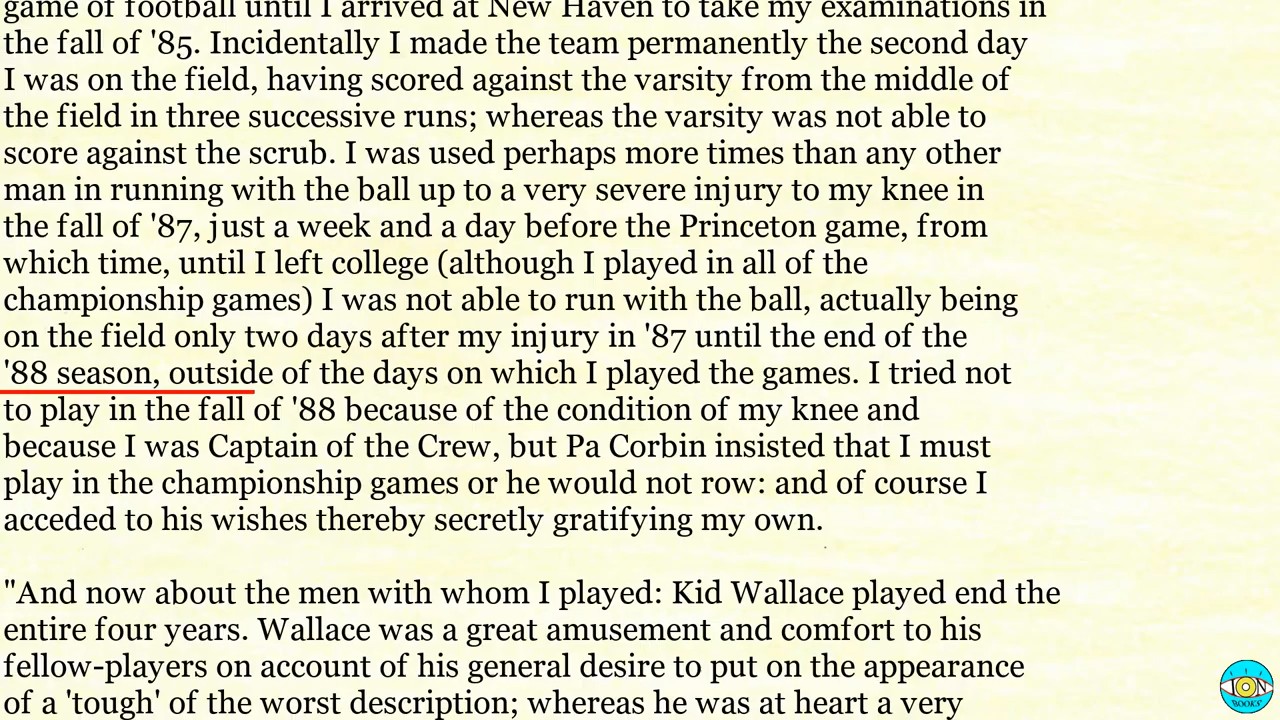 game of football until I arrived at New Haven to take my examinations in
the fall of '85. Incidentally I made the team permanently the second day
I was on the field, having scored against the varsity from the middle of
the field in three successive runs; whereas the varsity was not able to
score against the scrub. I was used perhaps more times than any other
man in running with the ball up to a very severe injury to my knee in
the fall of '87, just a week and a day before the Princeton game, from
which time, until I left college (although I played in all of the
championship games) I was not able to run with the ball, actually being
on the field only two days after my injury in '87 until the end of the
'88 season, outside of the days on which I played the games. I tried not
to play in the fall of '88 because of the condition of my knee and
because I was Captain of the Crew, but Pa Corbin insisted that I must
play in the championship games or he would not row: and of course I
acceded to his wishes thereby secretly gratifying my own.
"And now about the men with whom I played: Kid Wallace played end the
entire four years. Wallace was a great amusement and comfort to his
fellow-players on account of his general desire to put on the appearance
of a 'tough' of the worst description; whereas he was at heart a very
ION
BOOKS